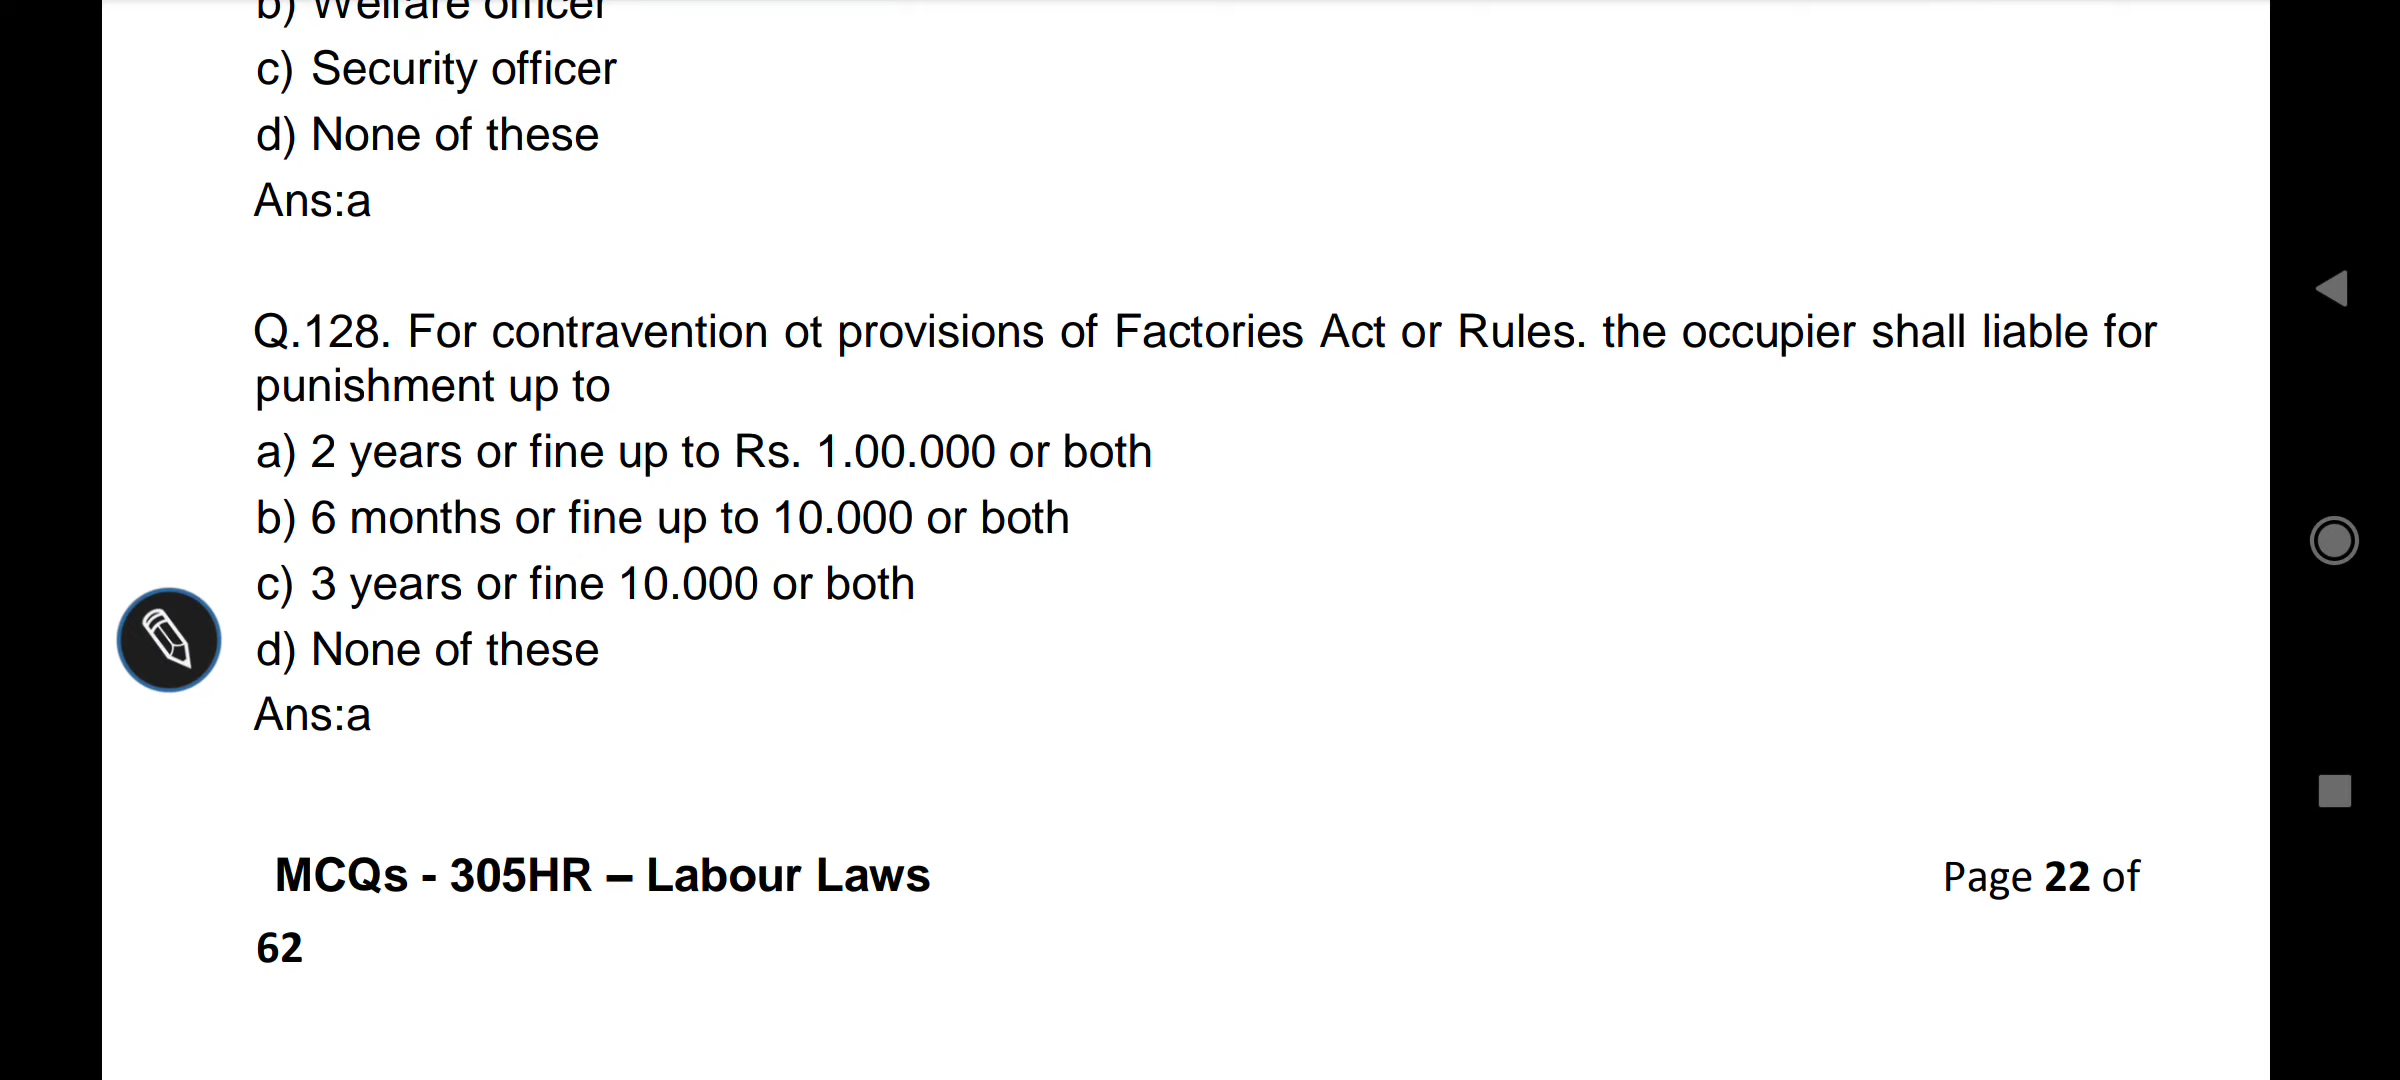 b) Welfare officer
c) Security officer
d) None of these
Ans:a
Q.128. For contravention ot provisions of Factories Act or Rules. the occupier shall liable for
punishment up to
a) 2 years or fine up to Rs. 1.00.000 or both
b) 6 months or fine up to 10.000 or both
c) 3 years or fine 10.000 or both
d) None of these
Ans:a
MCQs - 305HR – Labour Laws Page 22 of
62